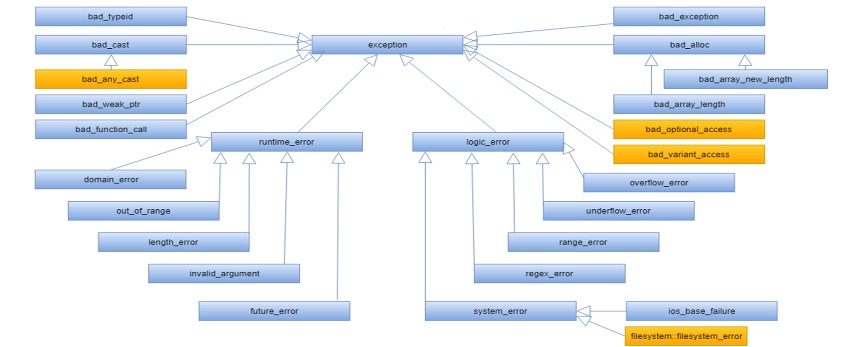 bad_typeid
bad_exception
bad_cast
exception
bad_alloc
bad_any_cast
bad_array_new_length
bad_weak_ptr
bad_array_length
bad_function_call
bad_optional_access
runtime_error
logic_error
bad_variant_access
domain_error
overflow_error
out_of_range
underflow_error
length_error
range_error
invalid_argument
regex_error
future_error
system_error
ios_base_failure
filesystem::filesystem_error